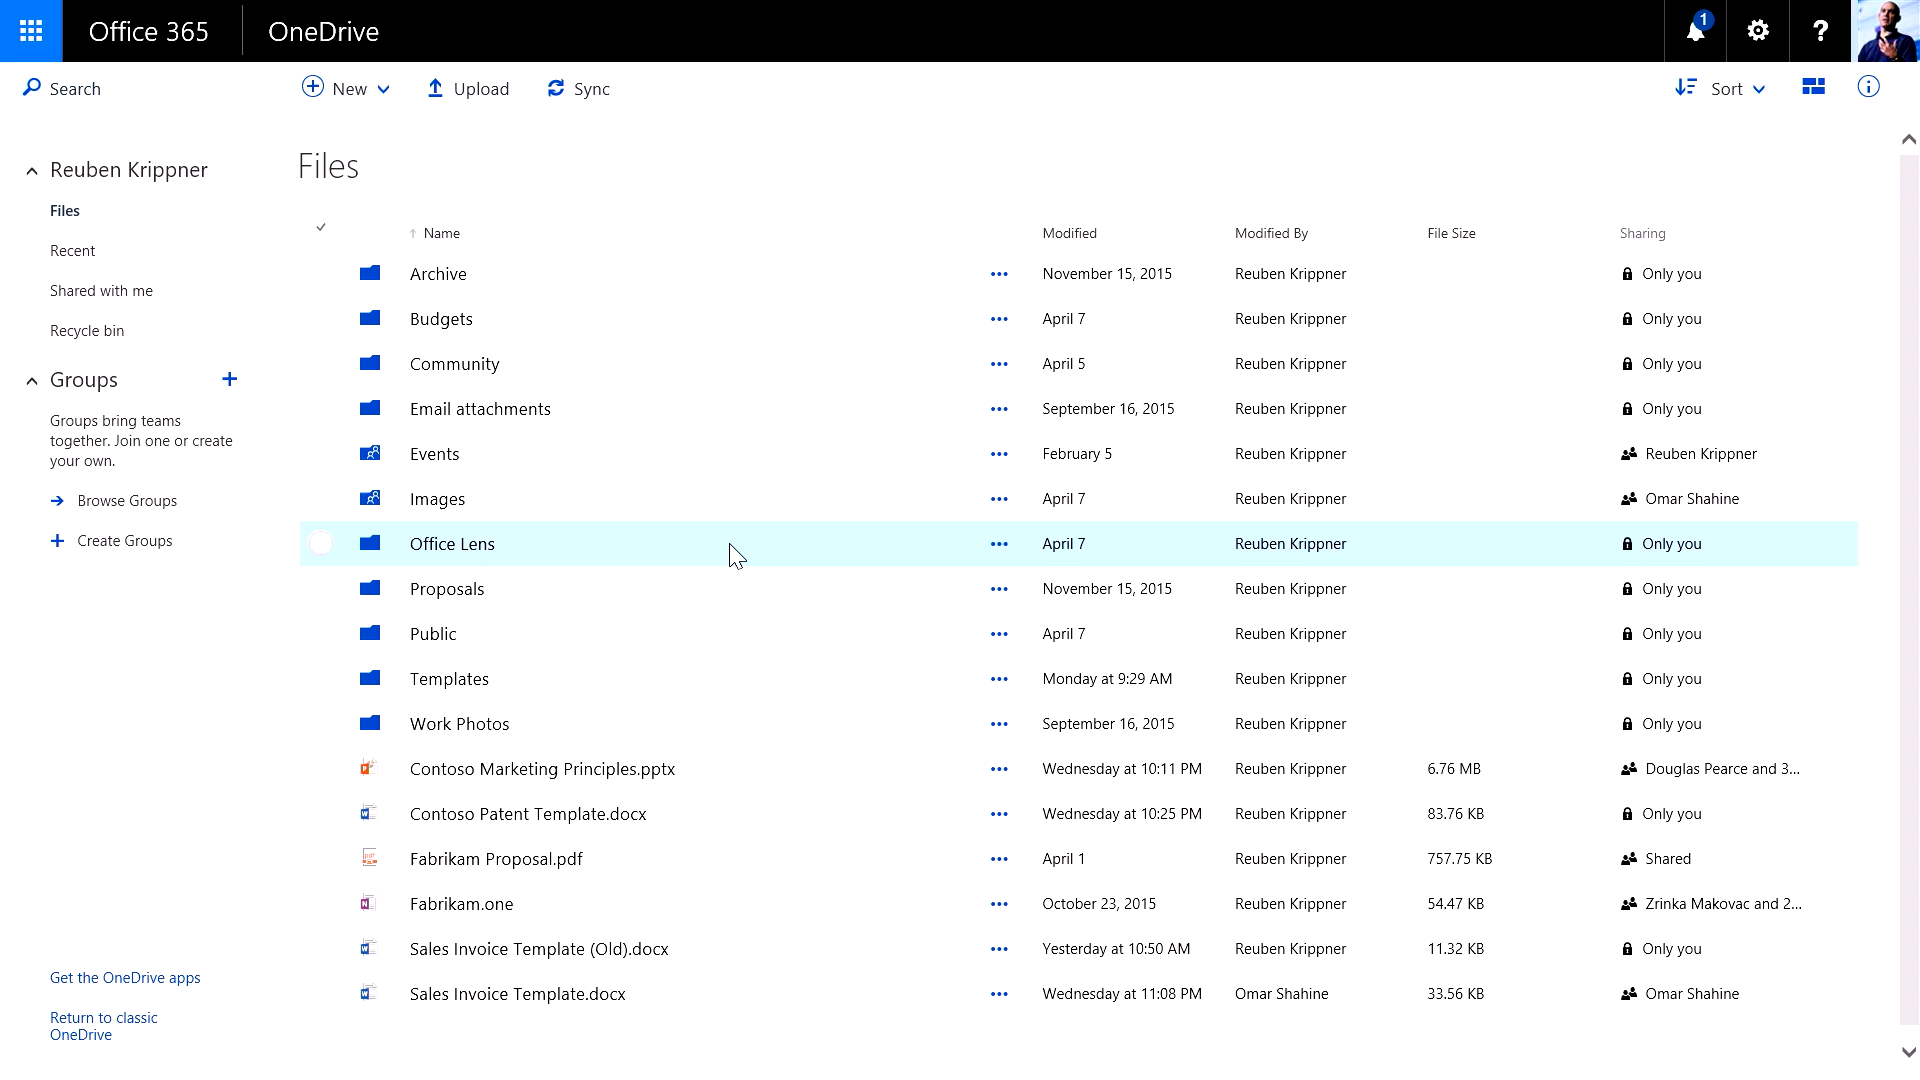 Office 365
OneDrive
1
?
Search
New
Upload
Sync
Sort
Reuben Krippner
Files
Recent
Shared with me
Recycle bin
Groups
Groups bring teams
together. Join one or create
your own.
Browse Groups
Create Groups
Get the OneDrive apps
Return to classic
OneDrive
Files
Name Modified Modified By File Size Sharing
Archive ... November 15, 2015 Reuben Krippner Only you
Budgets ... April 7 Reuben Krippner Only you
Community ... April 5 Reuben Krippner Only you
Email attachments ... September 16, 2015 Reuben Krippner Only you
Events ... February 5 Reuben Krippner Reuben Krippner
Images ... April 7 Reuben Krippner Omar Shahine
Office Lens ... April 7 Reuben Krippner Only you
Proposals ... November 15, 2015 Reuben Krippner Only you
Public ... April 7 Reuben Krippner Only you
Templates ... Monday at 9:29 AM Reuben Krippner Only you
Work Photos ... September 16, 2015 Reuben Krippner Only you
Contoso Marketing Principles.pptx ... Wednesday at 10:11 PM Reuben Krippner 6.76 MB Douglas Pearce and 3...
Contoso Patent Template.docx ... Wednesday at 10:25 PM Reuben Krippner 83.76 KB Only you
Fabrikam Proposal.pdf ... April 1 Reuben Krippner 757.75 KB Shared
Fabrikam.one ... October 23, 2015 Reuben Krippner 54.47 KB Zrinka Makovac and 2...
Sales Invoice Template (Old).docx ... Yesterday at 10:50 AM Reuben Krippner 11.32 KB Only you
Sales Invoice Template.docx ... Wednesday at 11:08 PM Omar Shahine 33.56 KB Omar Shahine